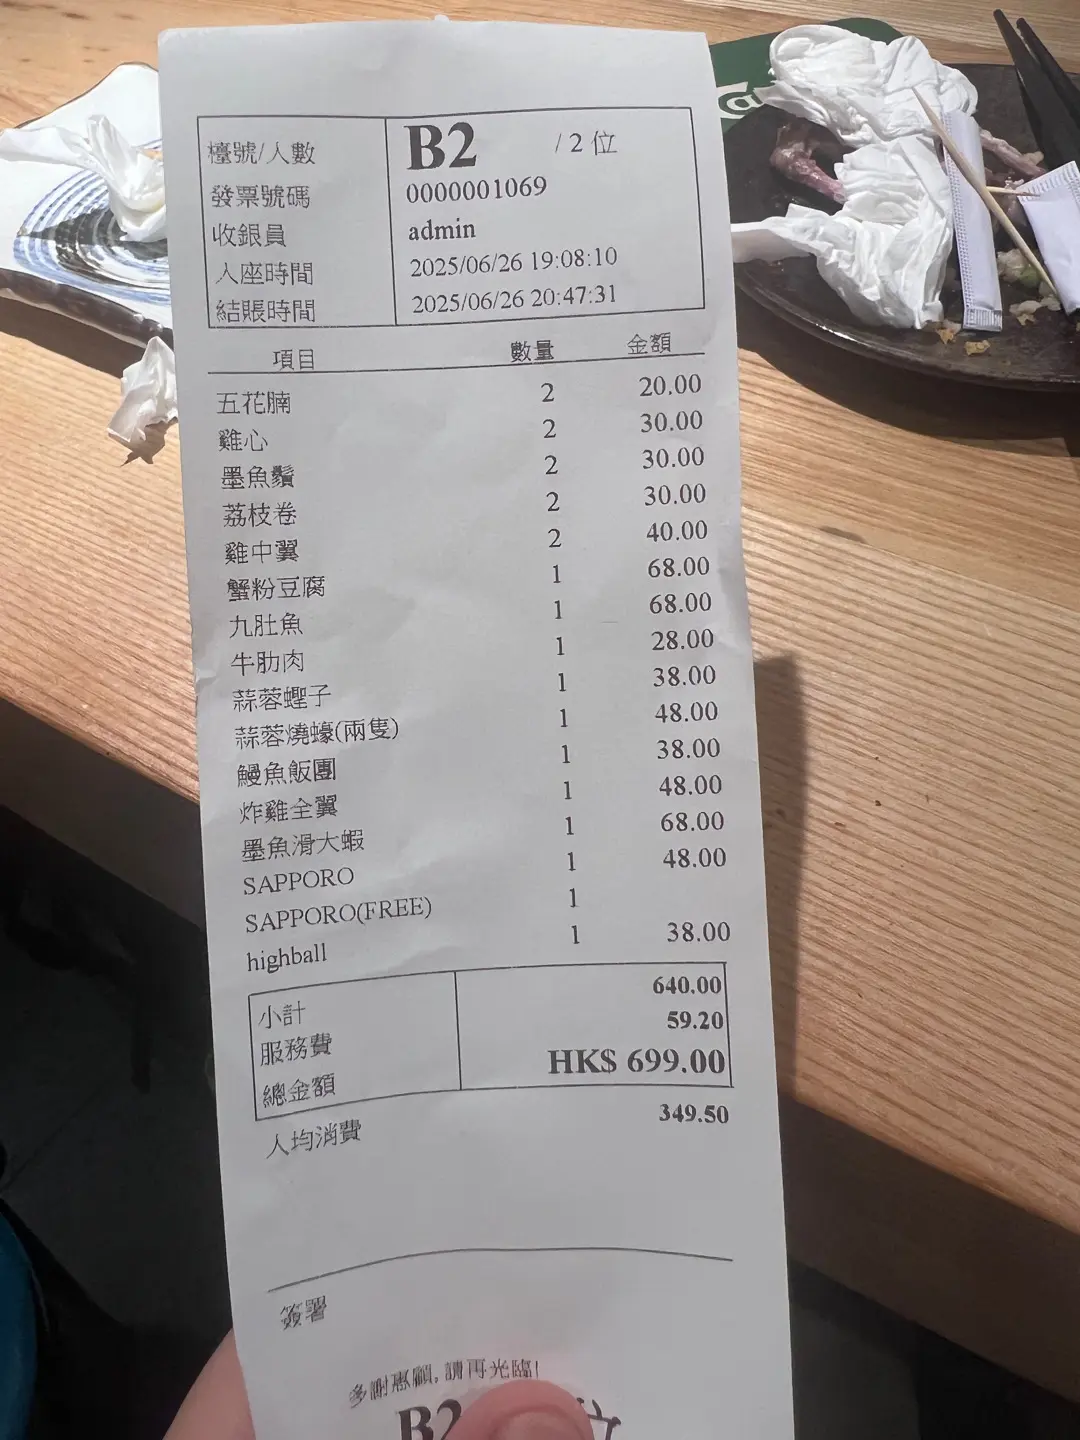 檯號/人數 B2 / 2 位
發票號碼 0000001069
收銀員 admin
入座時間 2025/06/26 19:08:10
結賬時間 2025/06/26 20:47:31
項目 數量 金額
五花腩 2 20.00
雞心 2 30.00
墨魚鬚 2 30.00
荔枝卷 2 30.00
雞中翼 2 40.00
蟹粉豆腐 1 68.00
九肚魚 1 68.00
牛肋肉 1 28.00
蒜蓉蟶子 1 38.00
蒜蓉燒蠔(兩隻) 1 48.00
鰻魚飯團 1 38.00
炸雞全翼 1 48.00
墨魚滑大蝦 1 68.00
SAPPORO 1 48.00
SAPPORO(FREE) 1
highball 1 38.00
小計 640.00
服務費 59.20
總金額 HK$ 699.00
人均消費 349.50
簽署
多謝惠顧, 請再光臨!
B2 位